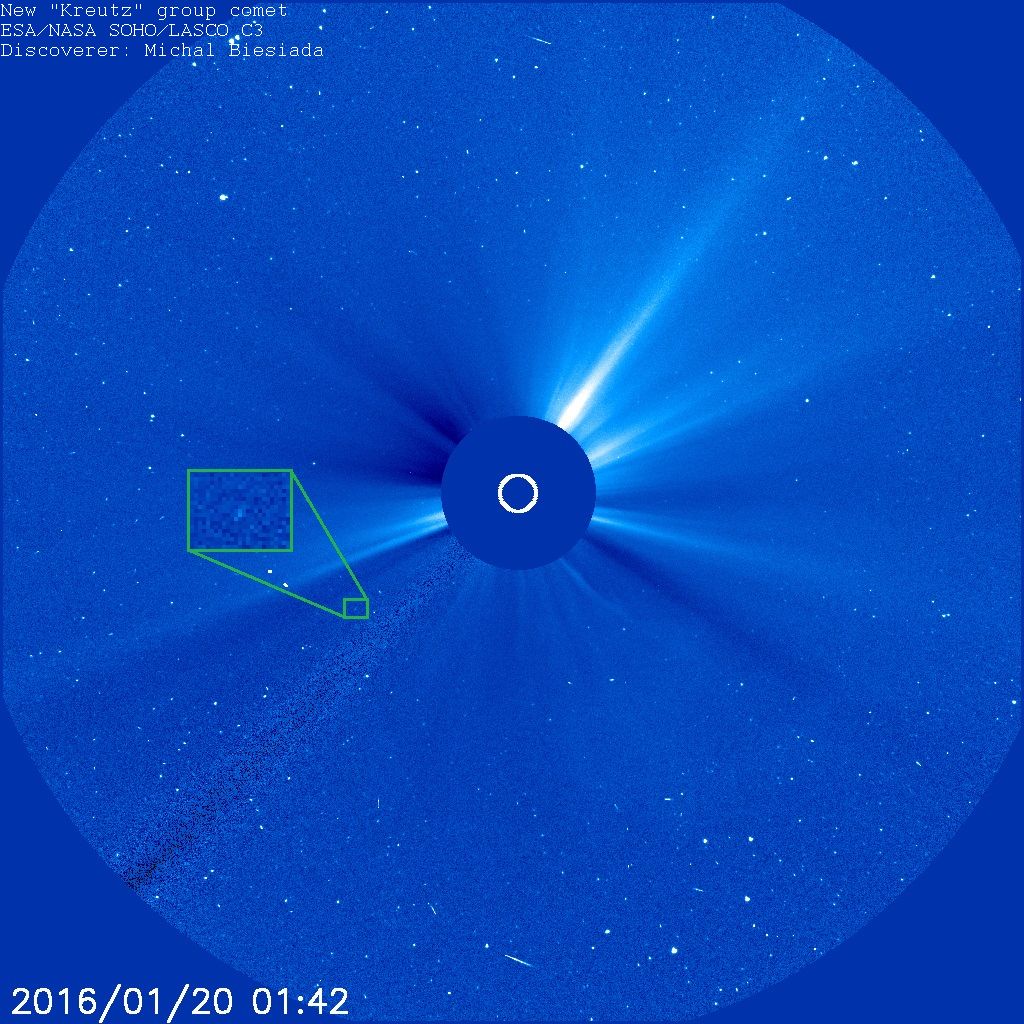 New "Kreutz" group comet
ESA/NASA SOHO/LASCO C3
Discoverer: Michal Biesiada
2016/01/20 01:42